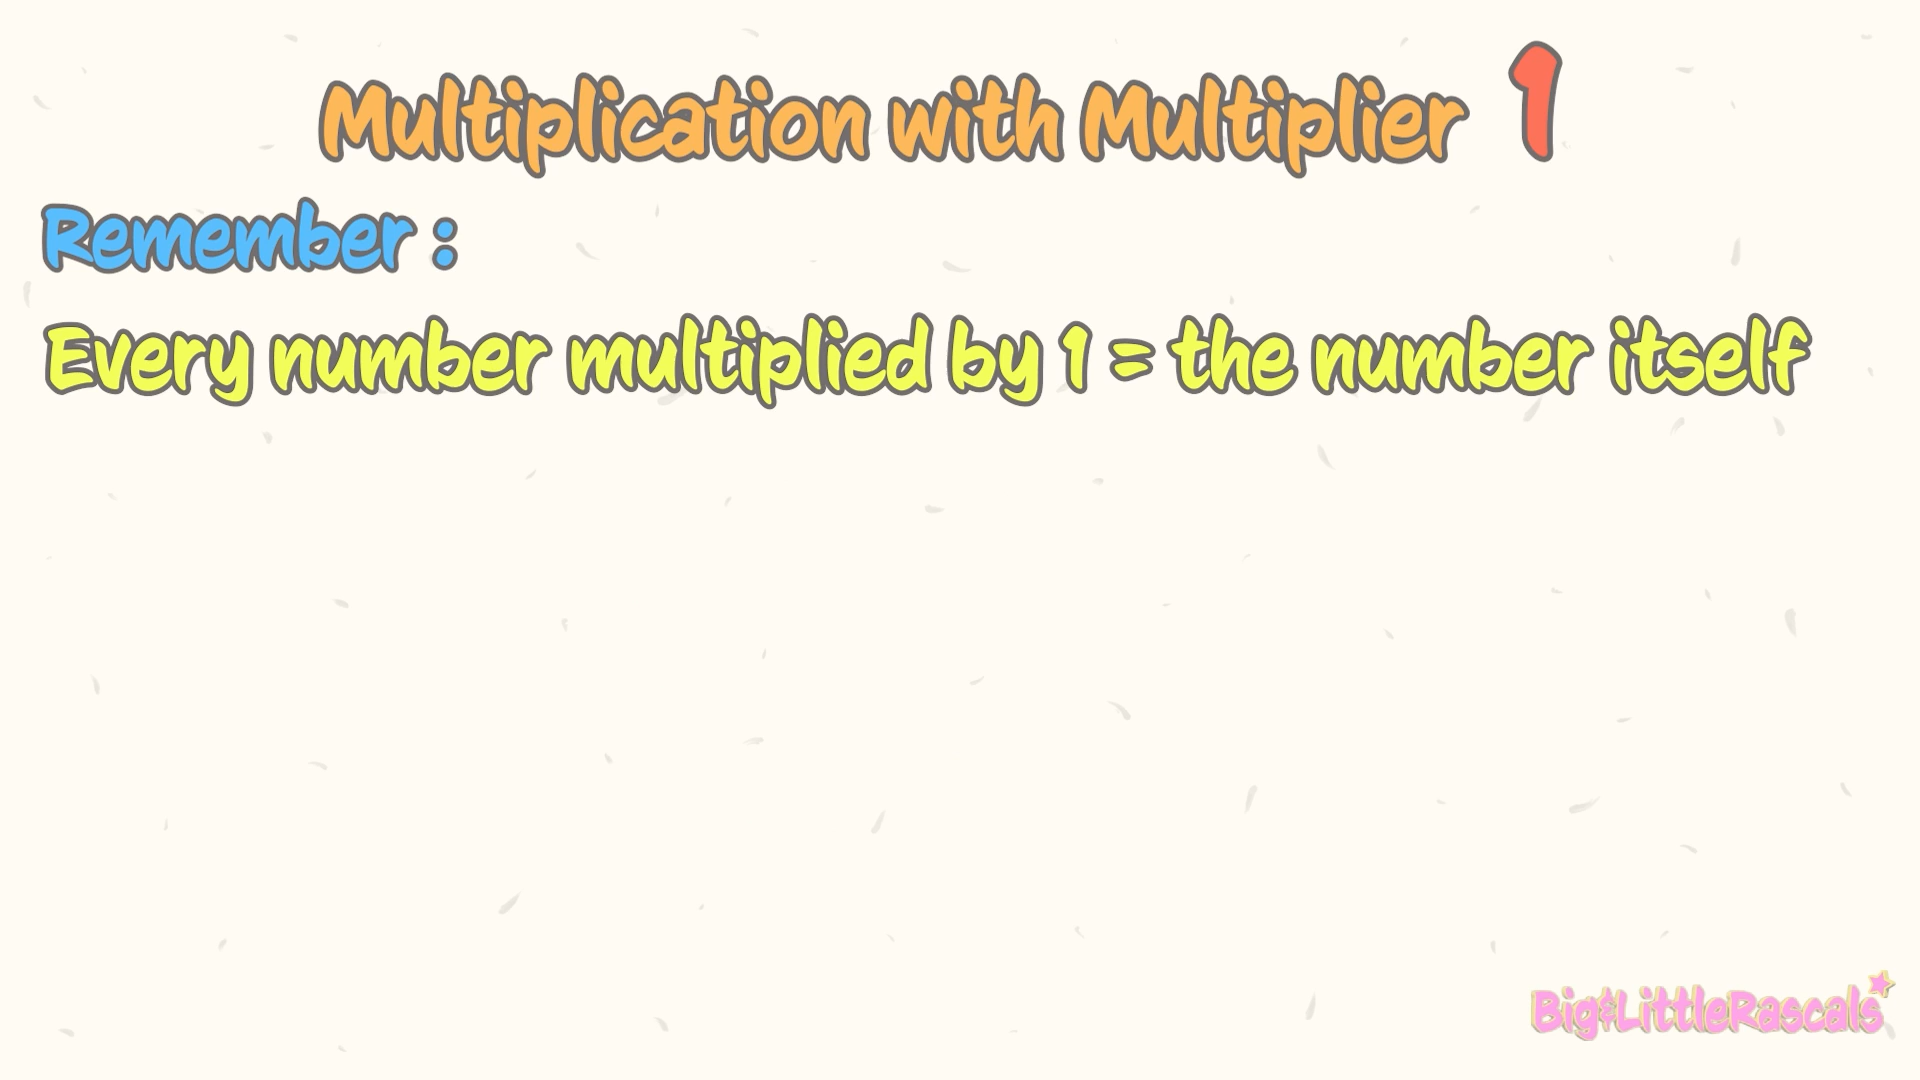 Multiplication with Multiplier 1
Remember :
Every number multiplied by 1 = the number itself
Big&LittleRascals